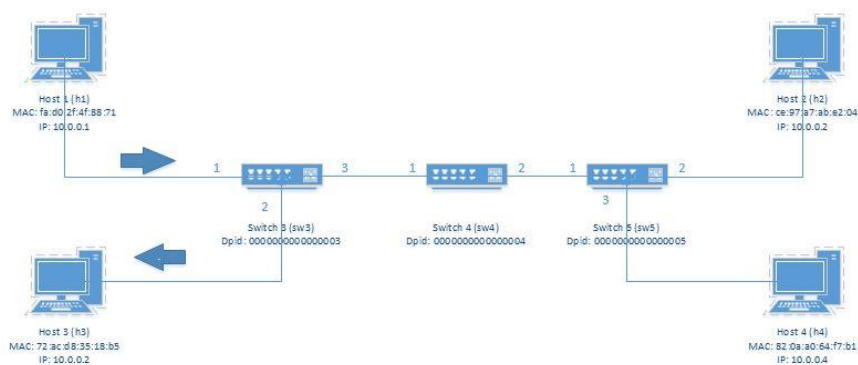 Host 1 (h1)
MAC: fa:d0:2f:4f:88:71
IP: 10.0.0.1
Host 2 (h2)
MAC: ce:97:a7:ab:e2:04
IP: 10.0.0.2
1
3
1
2
1
2
2
3
Switch 3 (sw3)
Dpid: 0000000000000003
Switch 4 (sw4)
Dpid: 0000000000000004
Switch 5 (sw5)
Dpid: 0000000000000005
Host 3 (h3)
MAC: 72:ac:d8:35:18:b5
IP: 10.0.0.2
Host 4 (h4)
MAC: 82:0a:a0:64:f7:b1
IP: 10.0.0.4